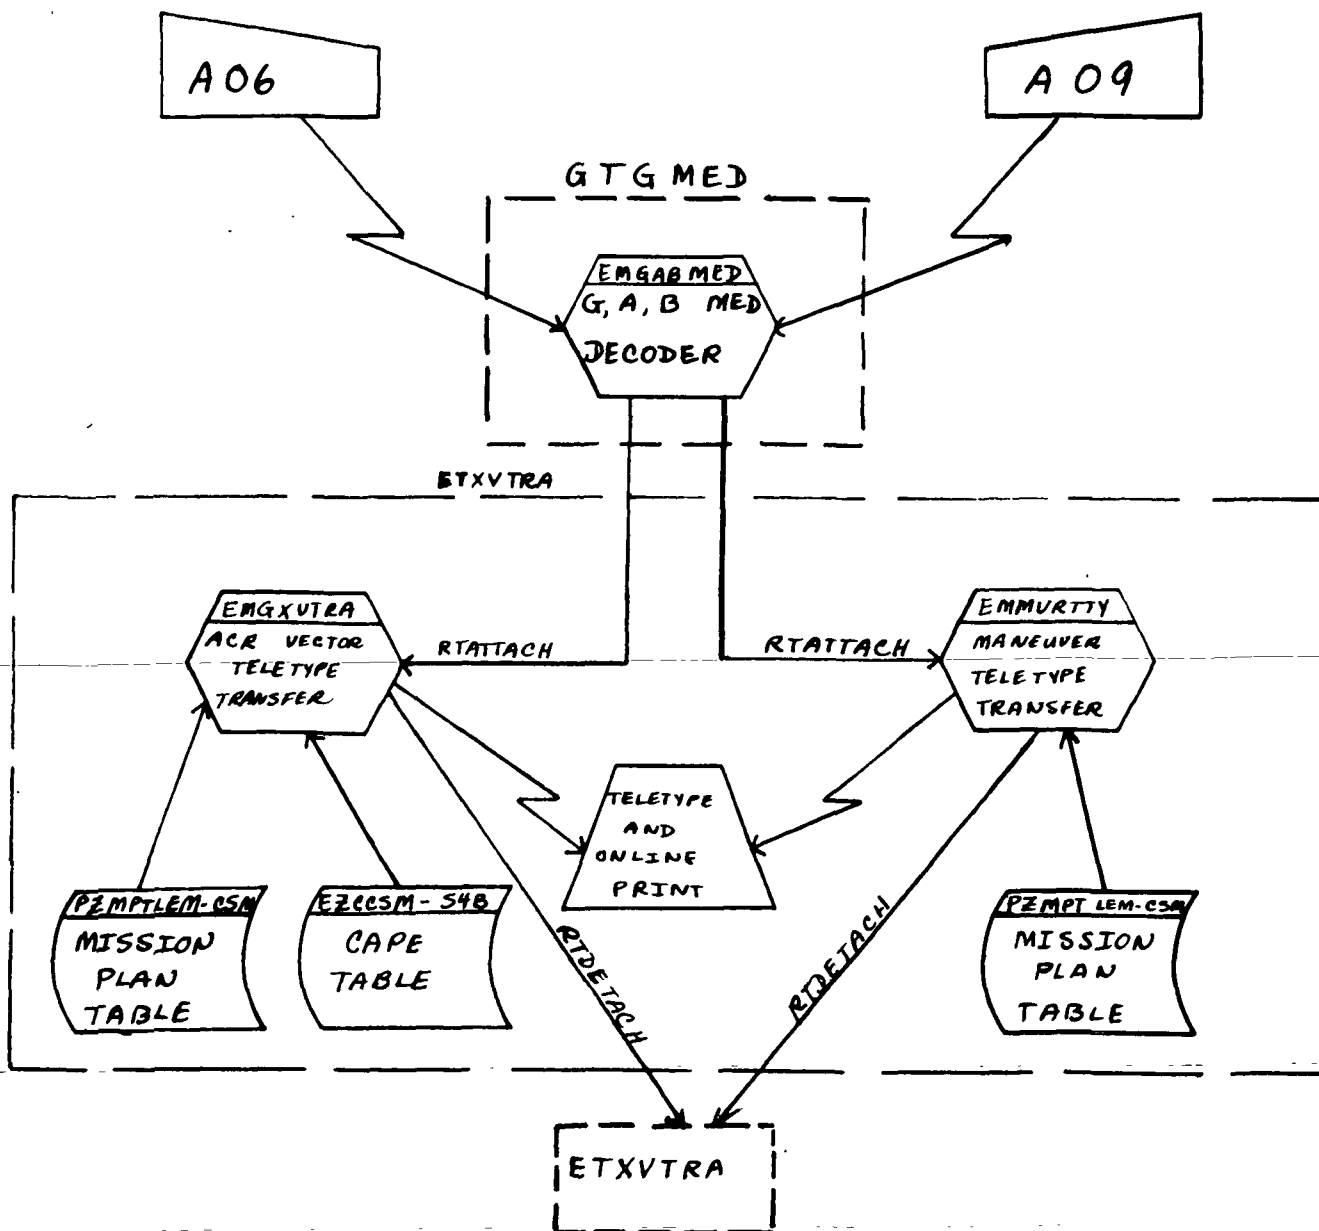 A06
A 09
GTGMED
EMGABMED
G, A, B MED
DECODER
ETXVTRA
EMGXVTRA
ACR VECTOR
TELETYPE
TRANSFER
RTATTACH
RTATTACH
EMMVRTTY
MANEUVER
TELETYPE
TRANSFER
TELETYPE
AND
ONLINE
PRINT
PZMPTLEM-CSM
MISSION
PLAN
TABLE
EZCCSM-S4B
CAPE
TABLE
RTDETACH
RTDETACH
PZMPT LEM-CSM
MISSION
PLAN
TABLE
ETXVTRA